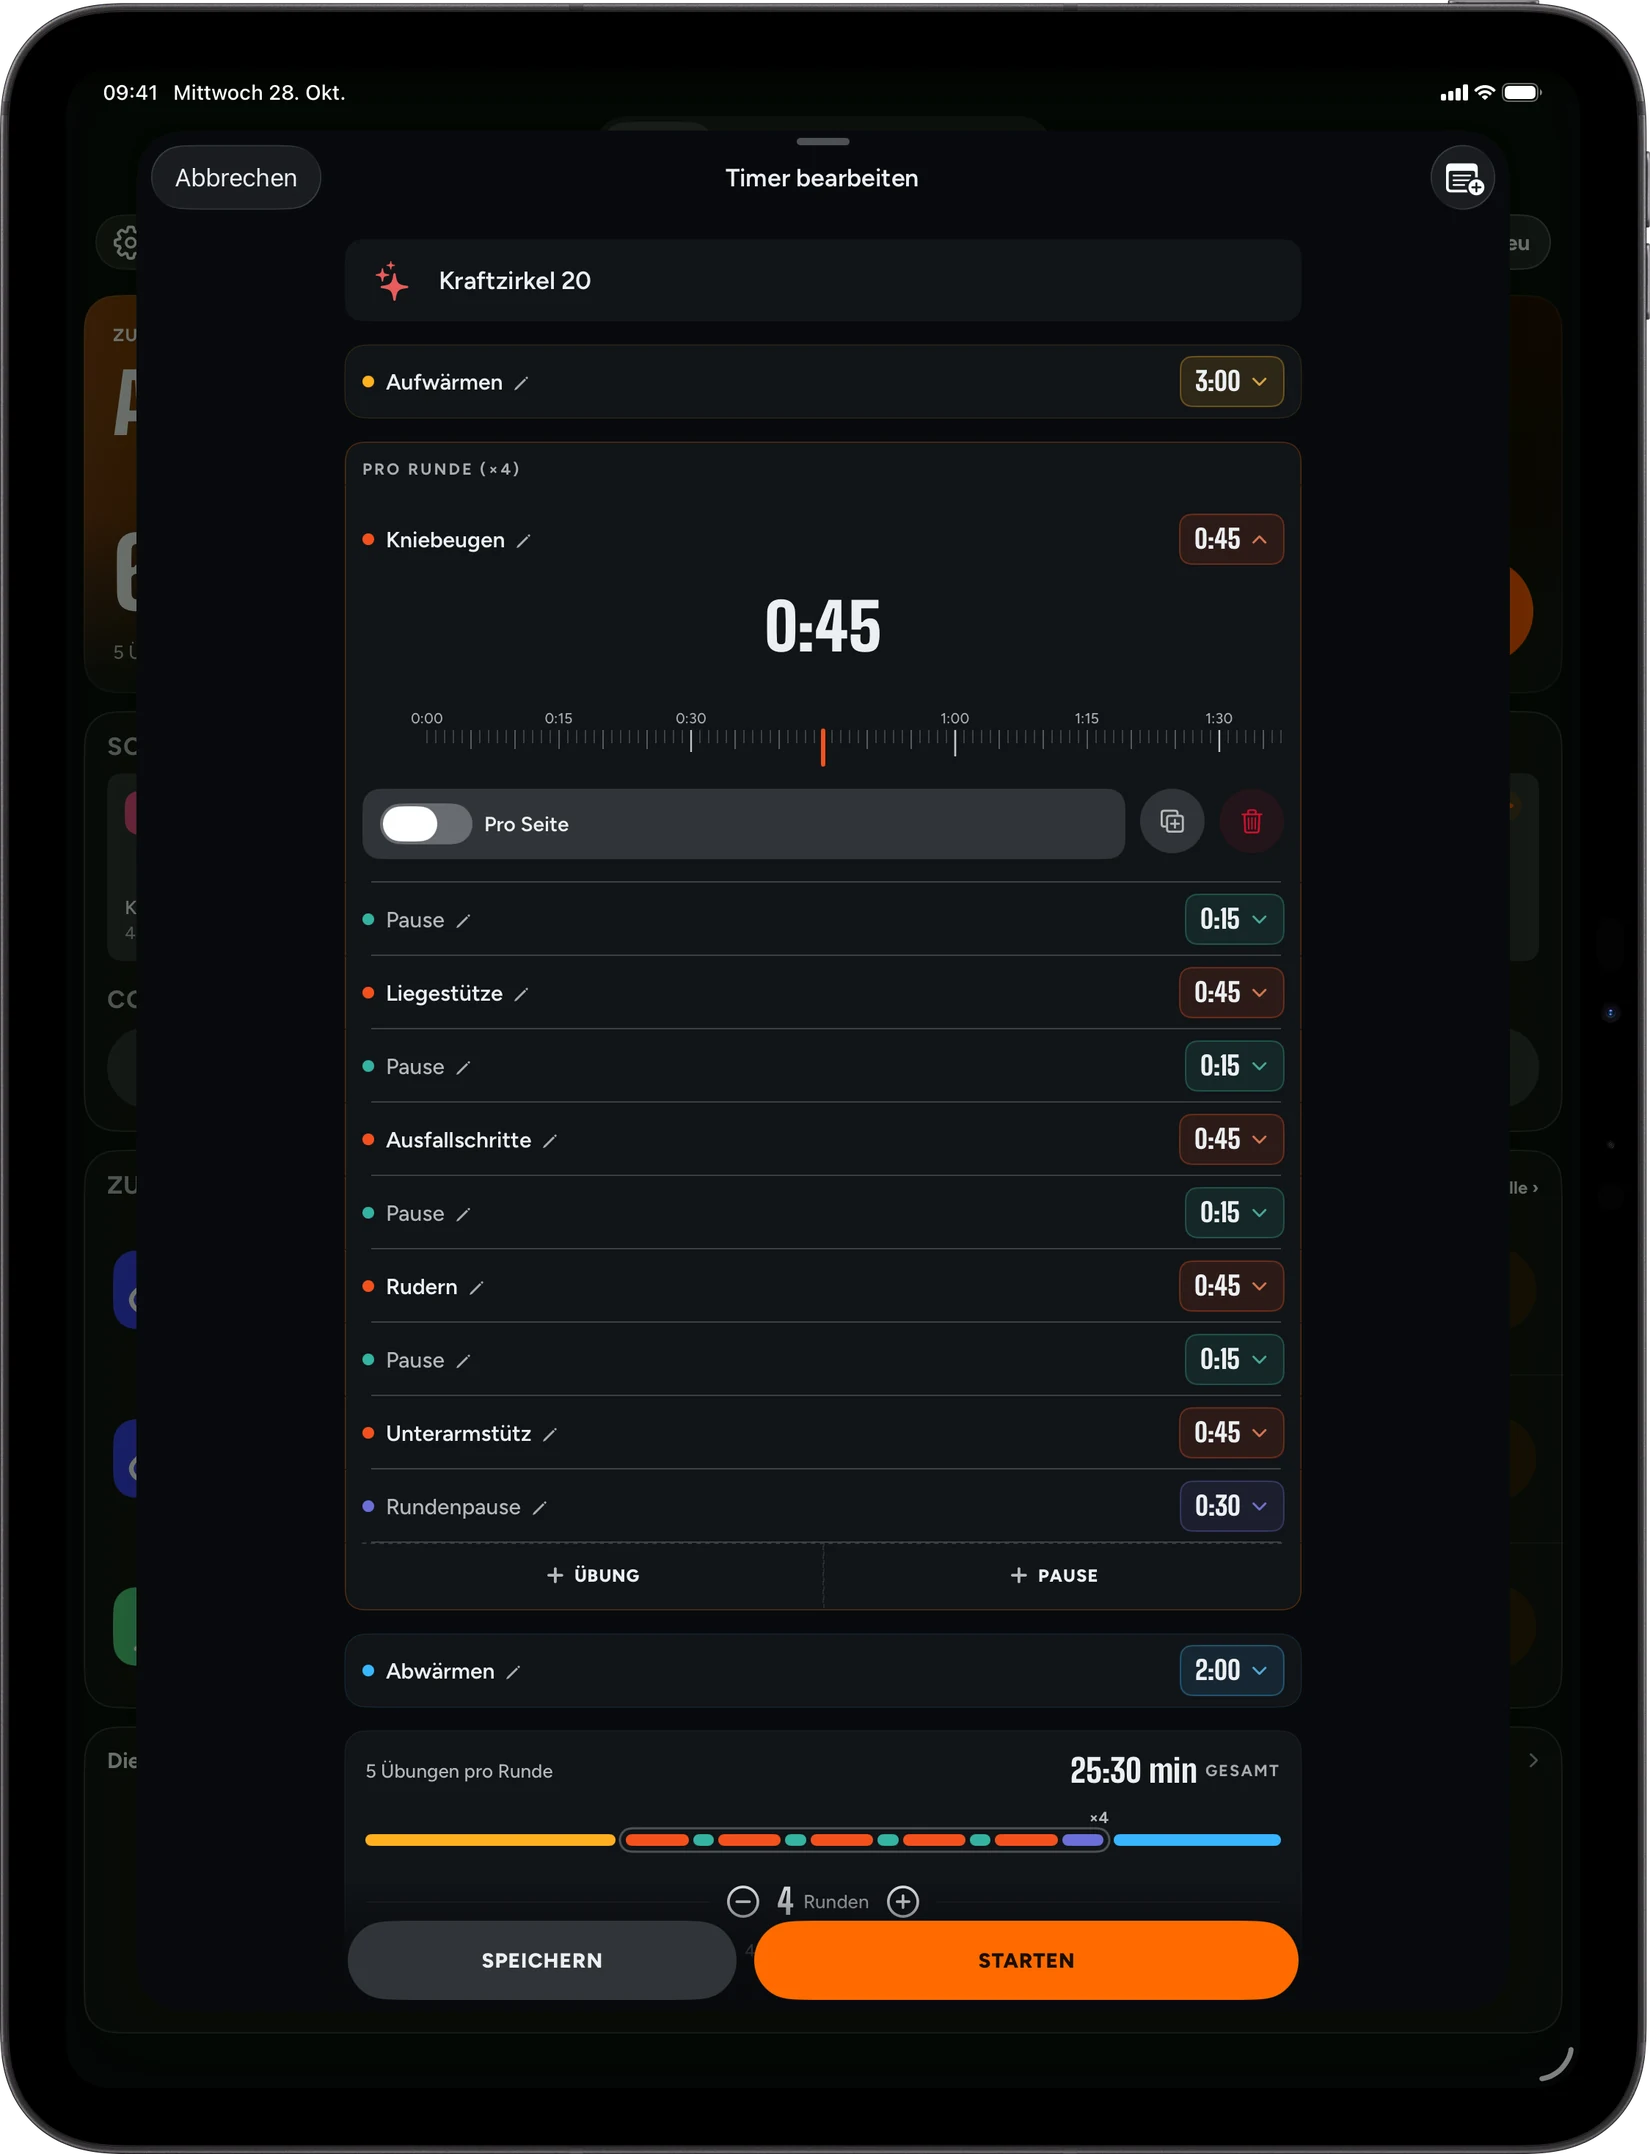 09:41 Mittwoch 28. Okt.
Abbrechen
Timer bearbeiten
Kraftzirkel 20
Aufwärmen 3:00
PRO RUNDE (×4)
Kniebeugen 0:45
0:45
0:00 0:15 0:30 1:00 1:15 1:30
Pro Seite
Pause 0:15
Liegestütze 0:45
Pause 0:15
Ausfallschritte 0:45
Pause 0:15
Rudern 0:45
Pause 0:15
Unterarmstütz 0:45
Rundenpause 0:30
+ ÜBUNG + PAUSE
Abwärmen 2:00
5 Übungen pro Runde 25:30 min GESAMT
×4
4 Runden
SPEICHERN STARTEN